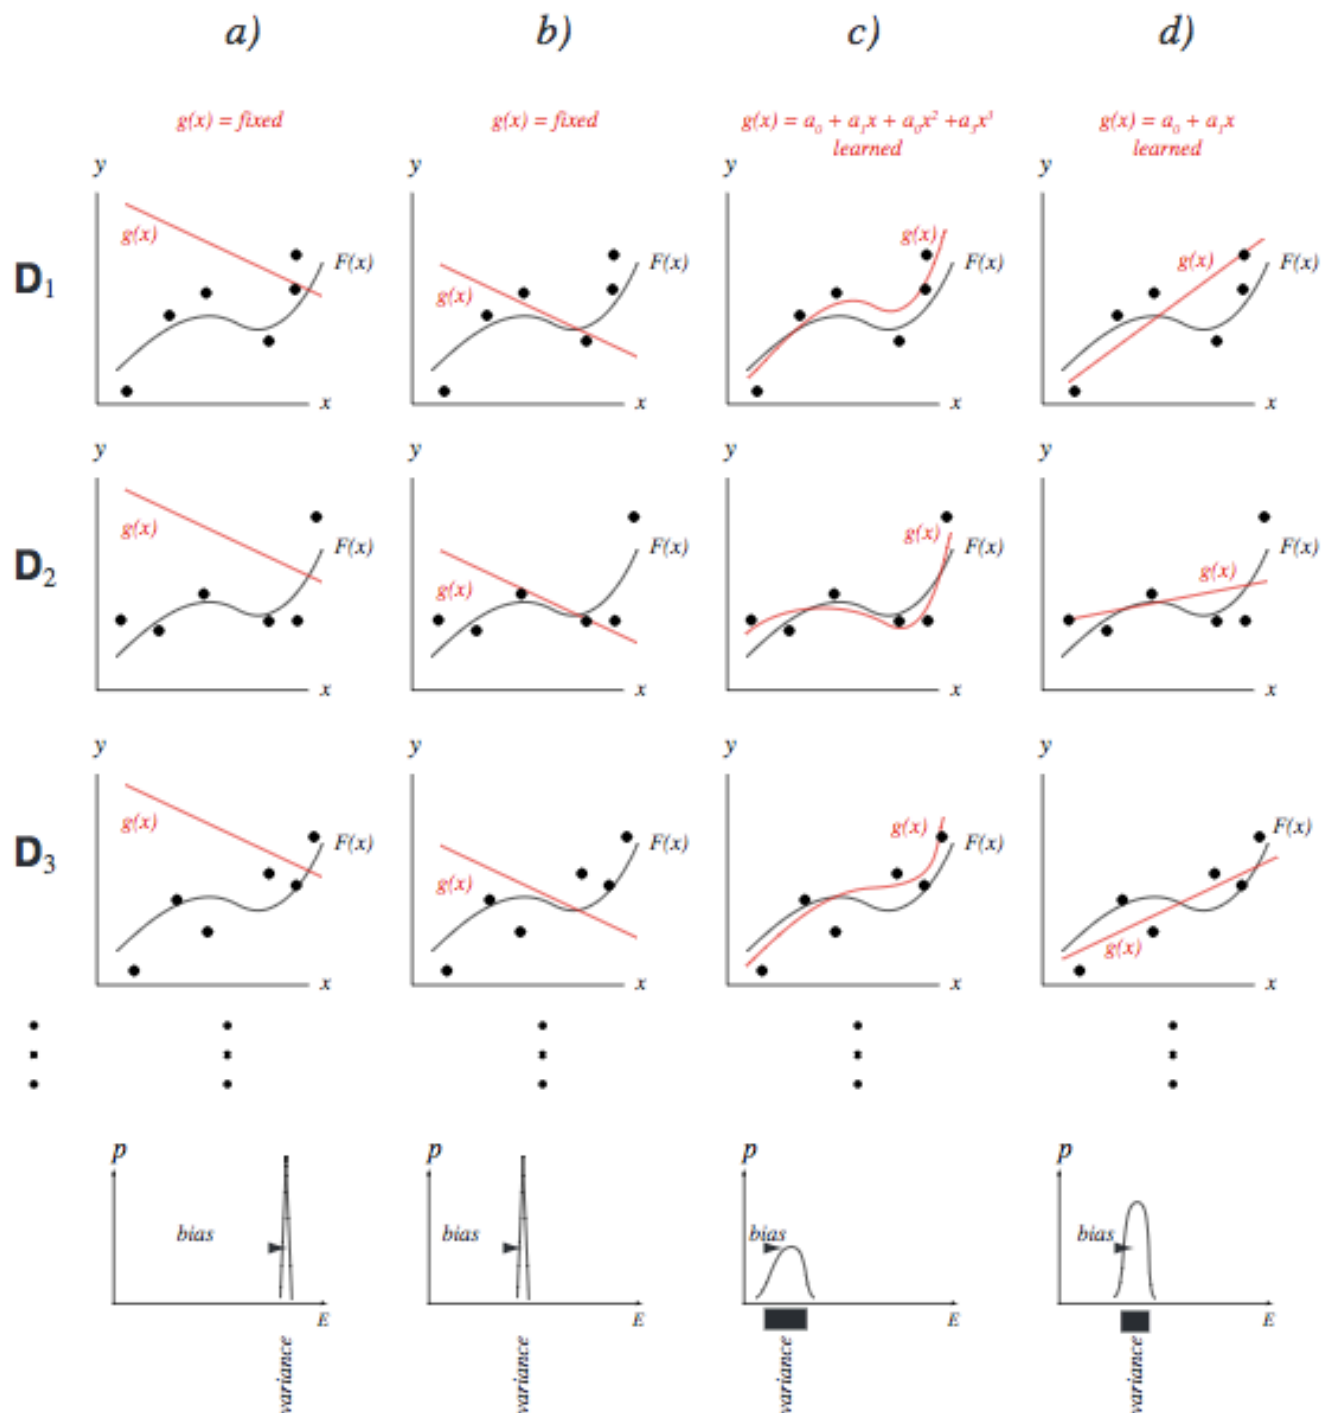 a) b) c) d)
g(x) = fixed g(x) = fixed g(x) = a₀ + a₁x + a₀x² +a₃x³ g(x) = a₀ + a₁x
learned learned
y y y y
g(x) g(x) g(x) g(x)
D₁ F(x) F(x) F(x) F(x)
x x x x
y y y y
g(x) g(x) g(x) g(x)
D₂ F(x) F(x) F(x) F(x)
x x x x
y y y y
g(x) g(x) g(x) g(x)
D₃ F(x) F(x) F(x) F(x)
x x x x
p p p p
bias bias bias bias
E E E E
variance variance variance variance